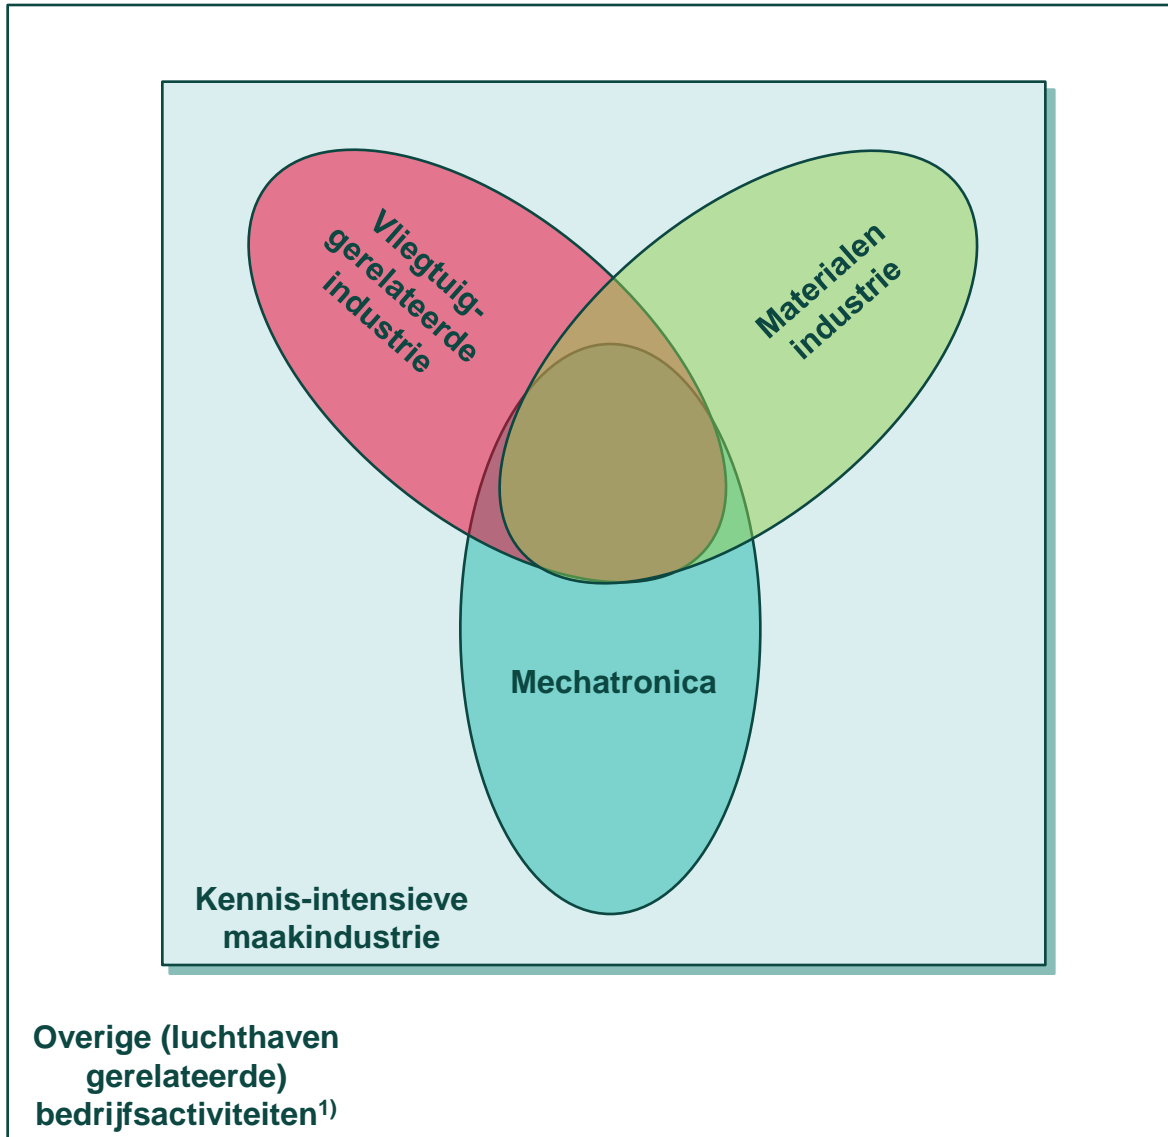 Vliegtuig-
gerelateerde
industrie
Materialen
industrie
Mechatronica
Kennis-intensieve
maakindustrie
Overige (luchthaven
gerelateerde)
bedrijfsactiviteiten1)